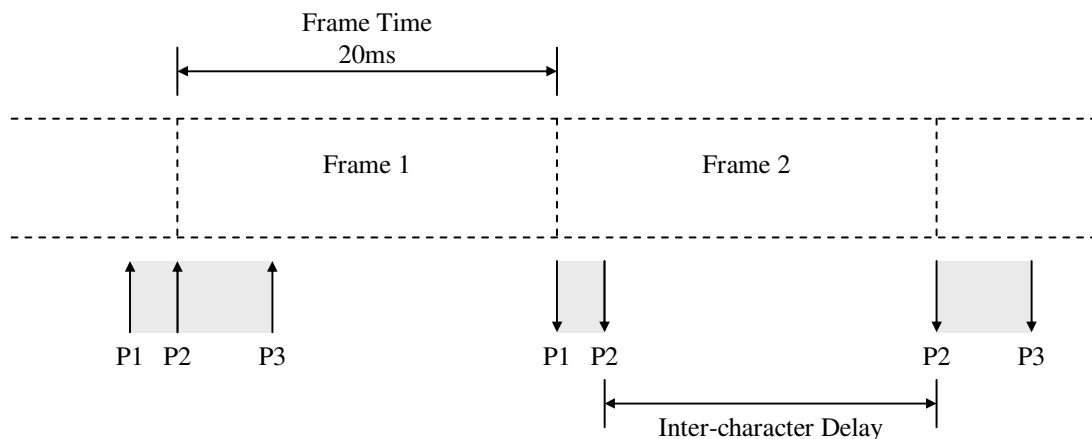 Frame Time
20ms
Frame 1
Frame 2
P1 P2 P3 P1 P2 P2 P3
Inter-character Delay